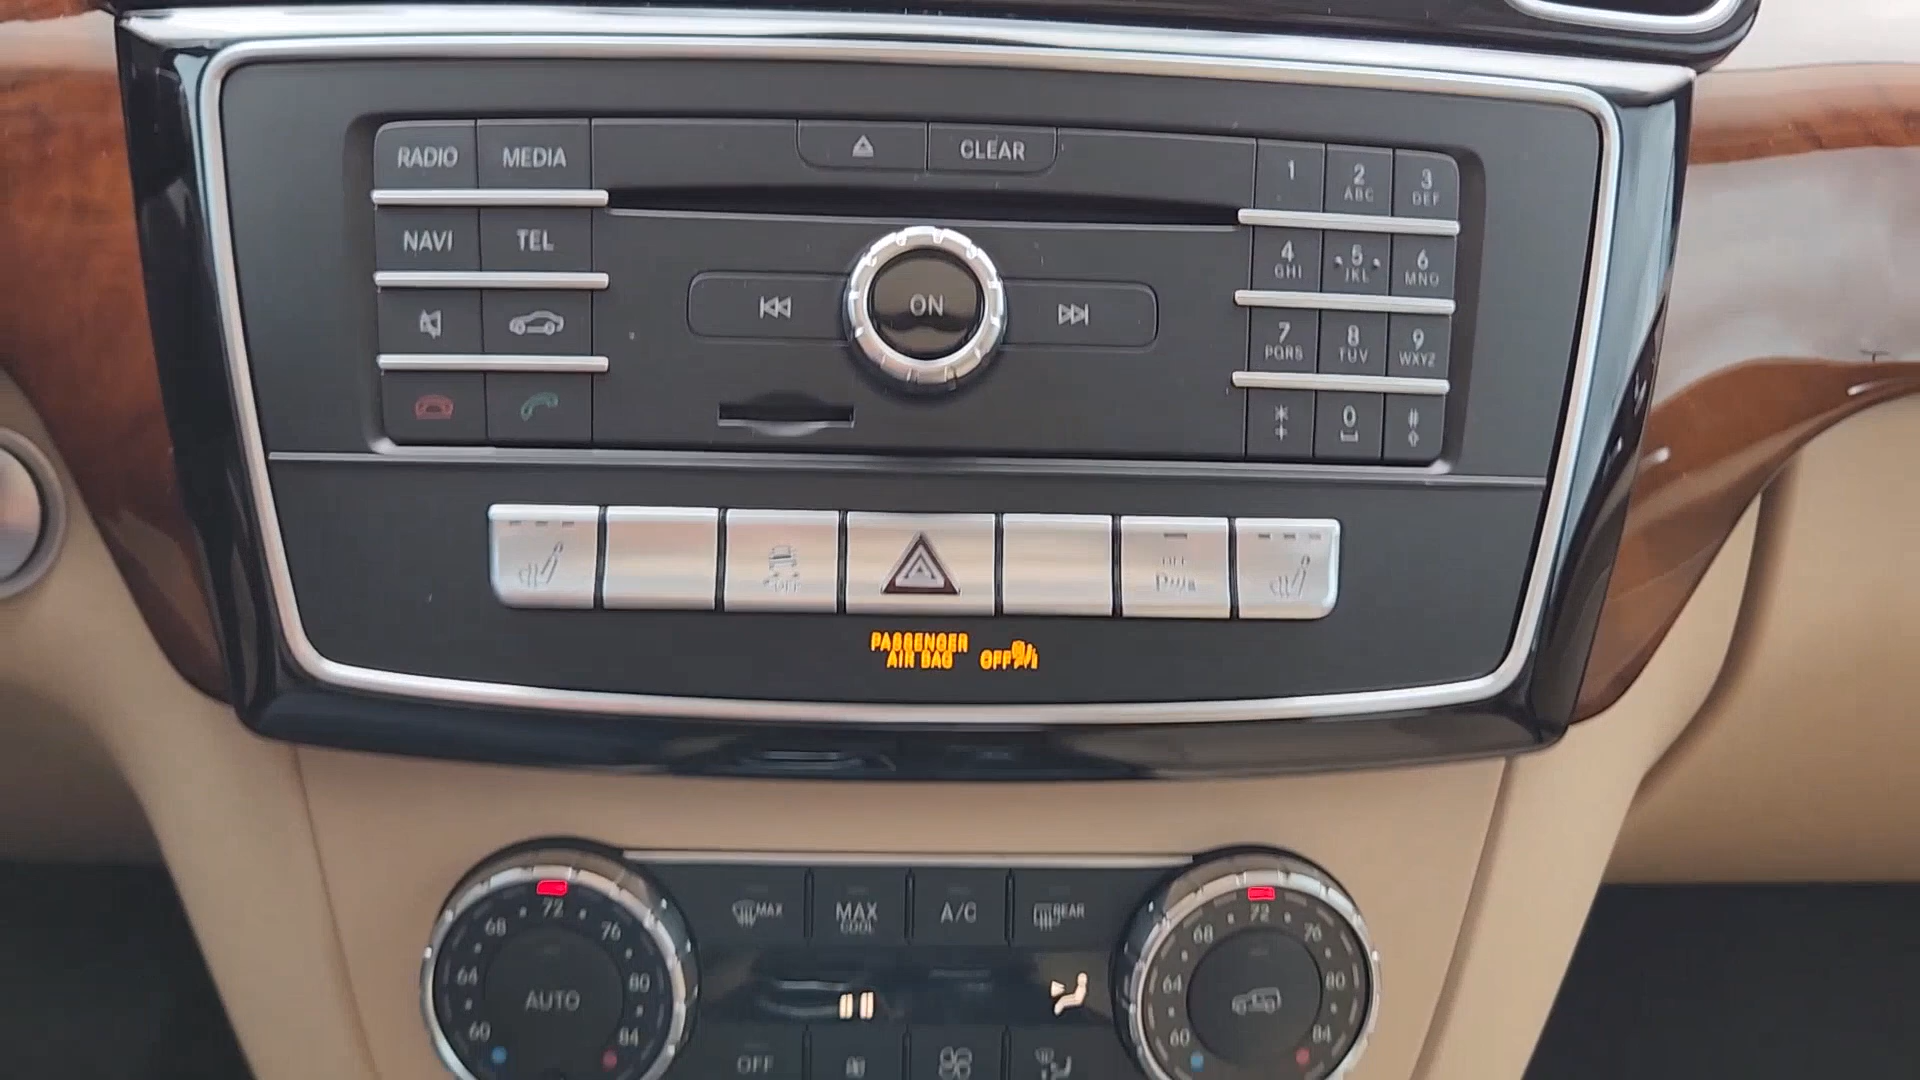 RADIO MEDIA CLEAR
1 2 ABC 3 DEF
NAVI TEL
4 GHI 5 JKL 6 MNO
ON
7 PQRS 8 TUV 9 WXYZ
* + 0 #
OFF
OFF
PASSENGER
AIR BAG OFF
MAX MAX COOL A/C REAR
68 72 76
64 80
60 84
AUTO
68 72 76
64 80
60 84
OFF